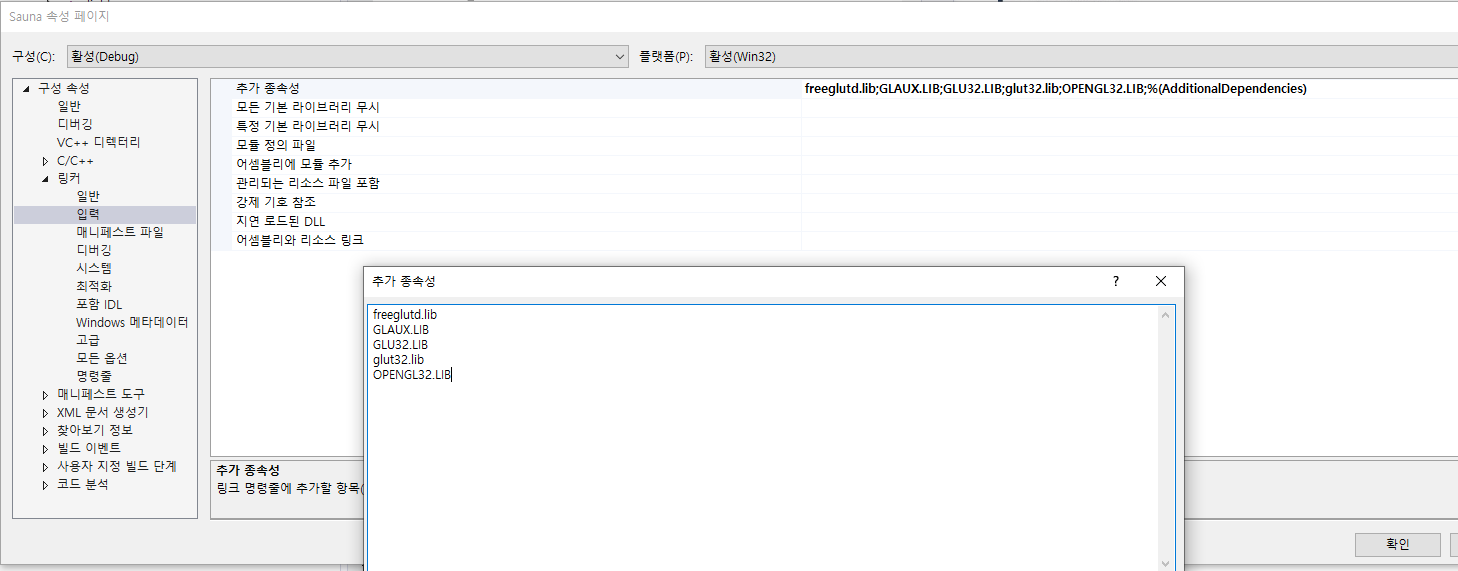 Sauna 속성 페이지
구성(C): 활성(Debug) 플랫폼(P): 활성(Win32)
구성 속성
일반
디버깅
VC++ 디렉터리
C/C++
링커
일반
입력
매니페스트 파일
디버깅
시스템
최적화
포함 IDL
Windows 메타데이터
고급
모든 옵션
명령줄
매니페스트 도구
XML 문서 생성기
찾아보기 정보
빌드 이벤트
사용자 지정 빌드 단계
코드 분석
추가 종속성 freeglutd.lib;GLAUX.LIB;GLU32.LIB;glut32.lib;OPENGL32.LIB;%(AdditionalDependencies)
모든 기본 라이브러리 무시
특정 기본 라이브러리 무시
모듈 정의 파일
어셈블리에 모듈 추가
관리되는 리소스 파일 포함
강제 기호 참조
지연 로드된 DLL
어셈블리와 리소스 링크
추가 종속성
링크 명령줄에 추가할 항목(
추가 종속성 ?
freeglutd.lib
GLAUX.LIB
GLU32.LIB
glut32.lib
OPENGL32.LIB
확인